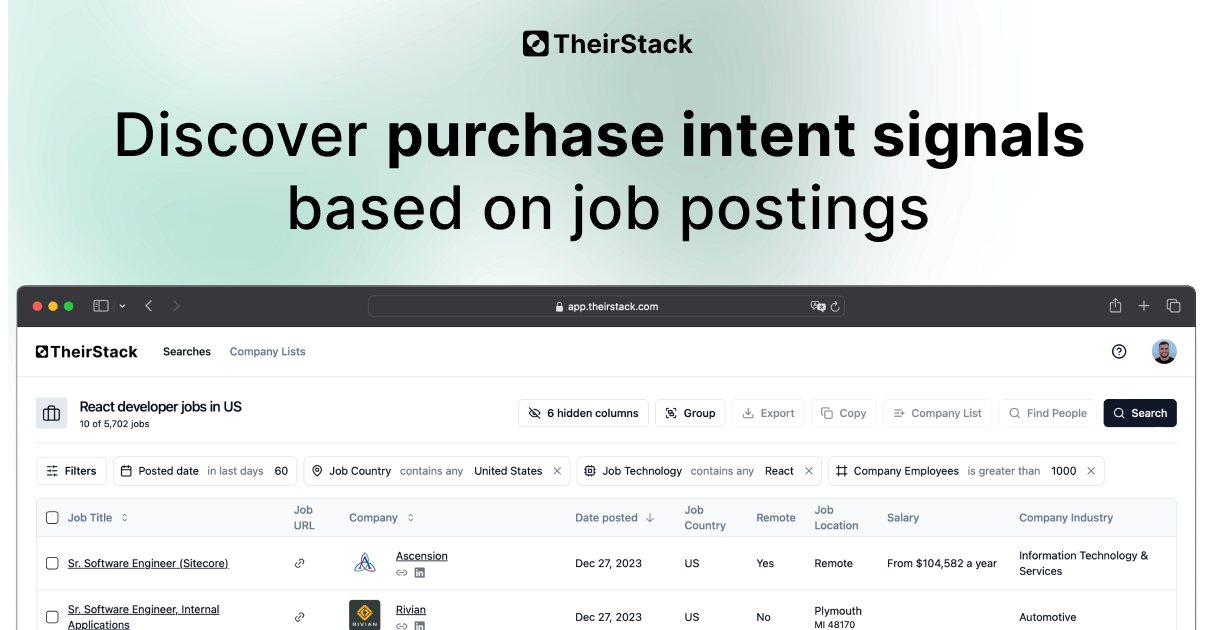 TheirStack
Discover purchase intent signals
based on job postings
app.theirstack.com
TheirStack Searches Company Lists
React developer jobs in US
10 of 5,702 jobs
6 hidden columns Group Export Copy Company List Find People Search
Filters Posted date in last days 60 Job Country contains any United States Job Technology contains any React Company Employees is greater than 1000
Job Title Job URL Company Date posted Job Country Remote Job Location Salary Company Industry
Sr. Software Engineer (Sitecore) Ascension Dec 27, 2023 US Yes Remote From $104,582 a year Information Technology &
Services
Sr. Software Engineer, Internal
Applications
RIVIAN
Rivian Dec 27, 2023 US No Plymouth
MI 48170
Automotive